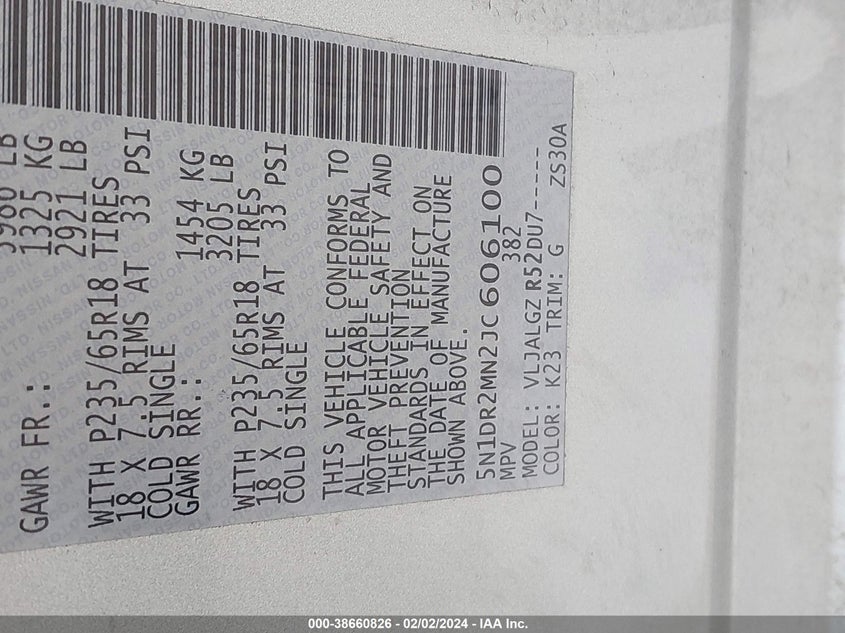 1325 KG
GAWR FR.: 2921 LB
WITH P235/65R18 TIRES
18 X 7.5 RIMS AT 33 PSI
COLD SINGLE
GAWR RR.: 1454 KG
3205 LB
WITH P235/65R18 TIRES
18 X 7.5 RIMS AT 33 PSI
COLD SINGLE
THIS VEHICLE CONFORMS TO
ALL APPLICABLE FEDERAL
MOTOR VEHICLE SAFETY AND
THEFT PREVENTION
STANDARDS IN EFFECT ON
THE DATE OF MANUFACTURE
SHOWN ABOVE.
5N1DR2MN2JC606100
MPV 382
MODEL: VLJALGZ R52DU7-----
COLOR: K23 TRIM: G ZS30A
000-38660826 - 02/02/2024 - IAA Inc.